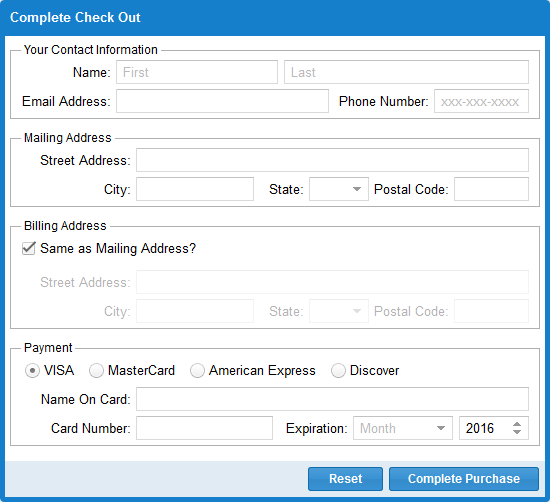 Complete Check Out
Your Contact Information
Name: First Last
Email Address: Phone Number: xxx-xxx-xxxx
Mailing Address
Street Address:
City: State: Postal Code:
Billing Address
Same as Mailing Address?
Street Address:
City: State: Postal Code:
Payment
VISA MasterCard American Express Discover
Name On Card:
Card Number: Expiration: Month 2016
Reset Complete Purchase